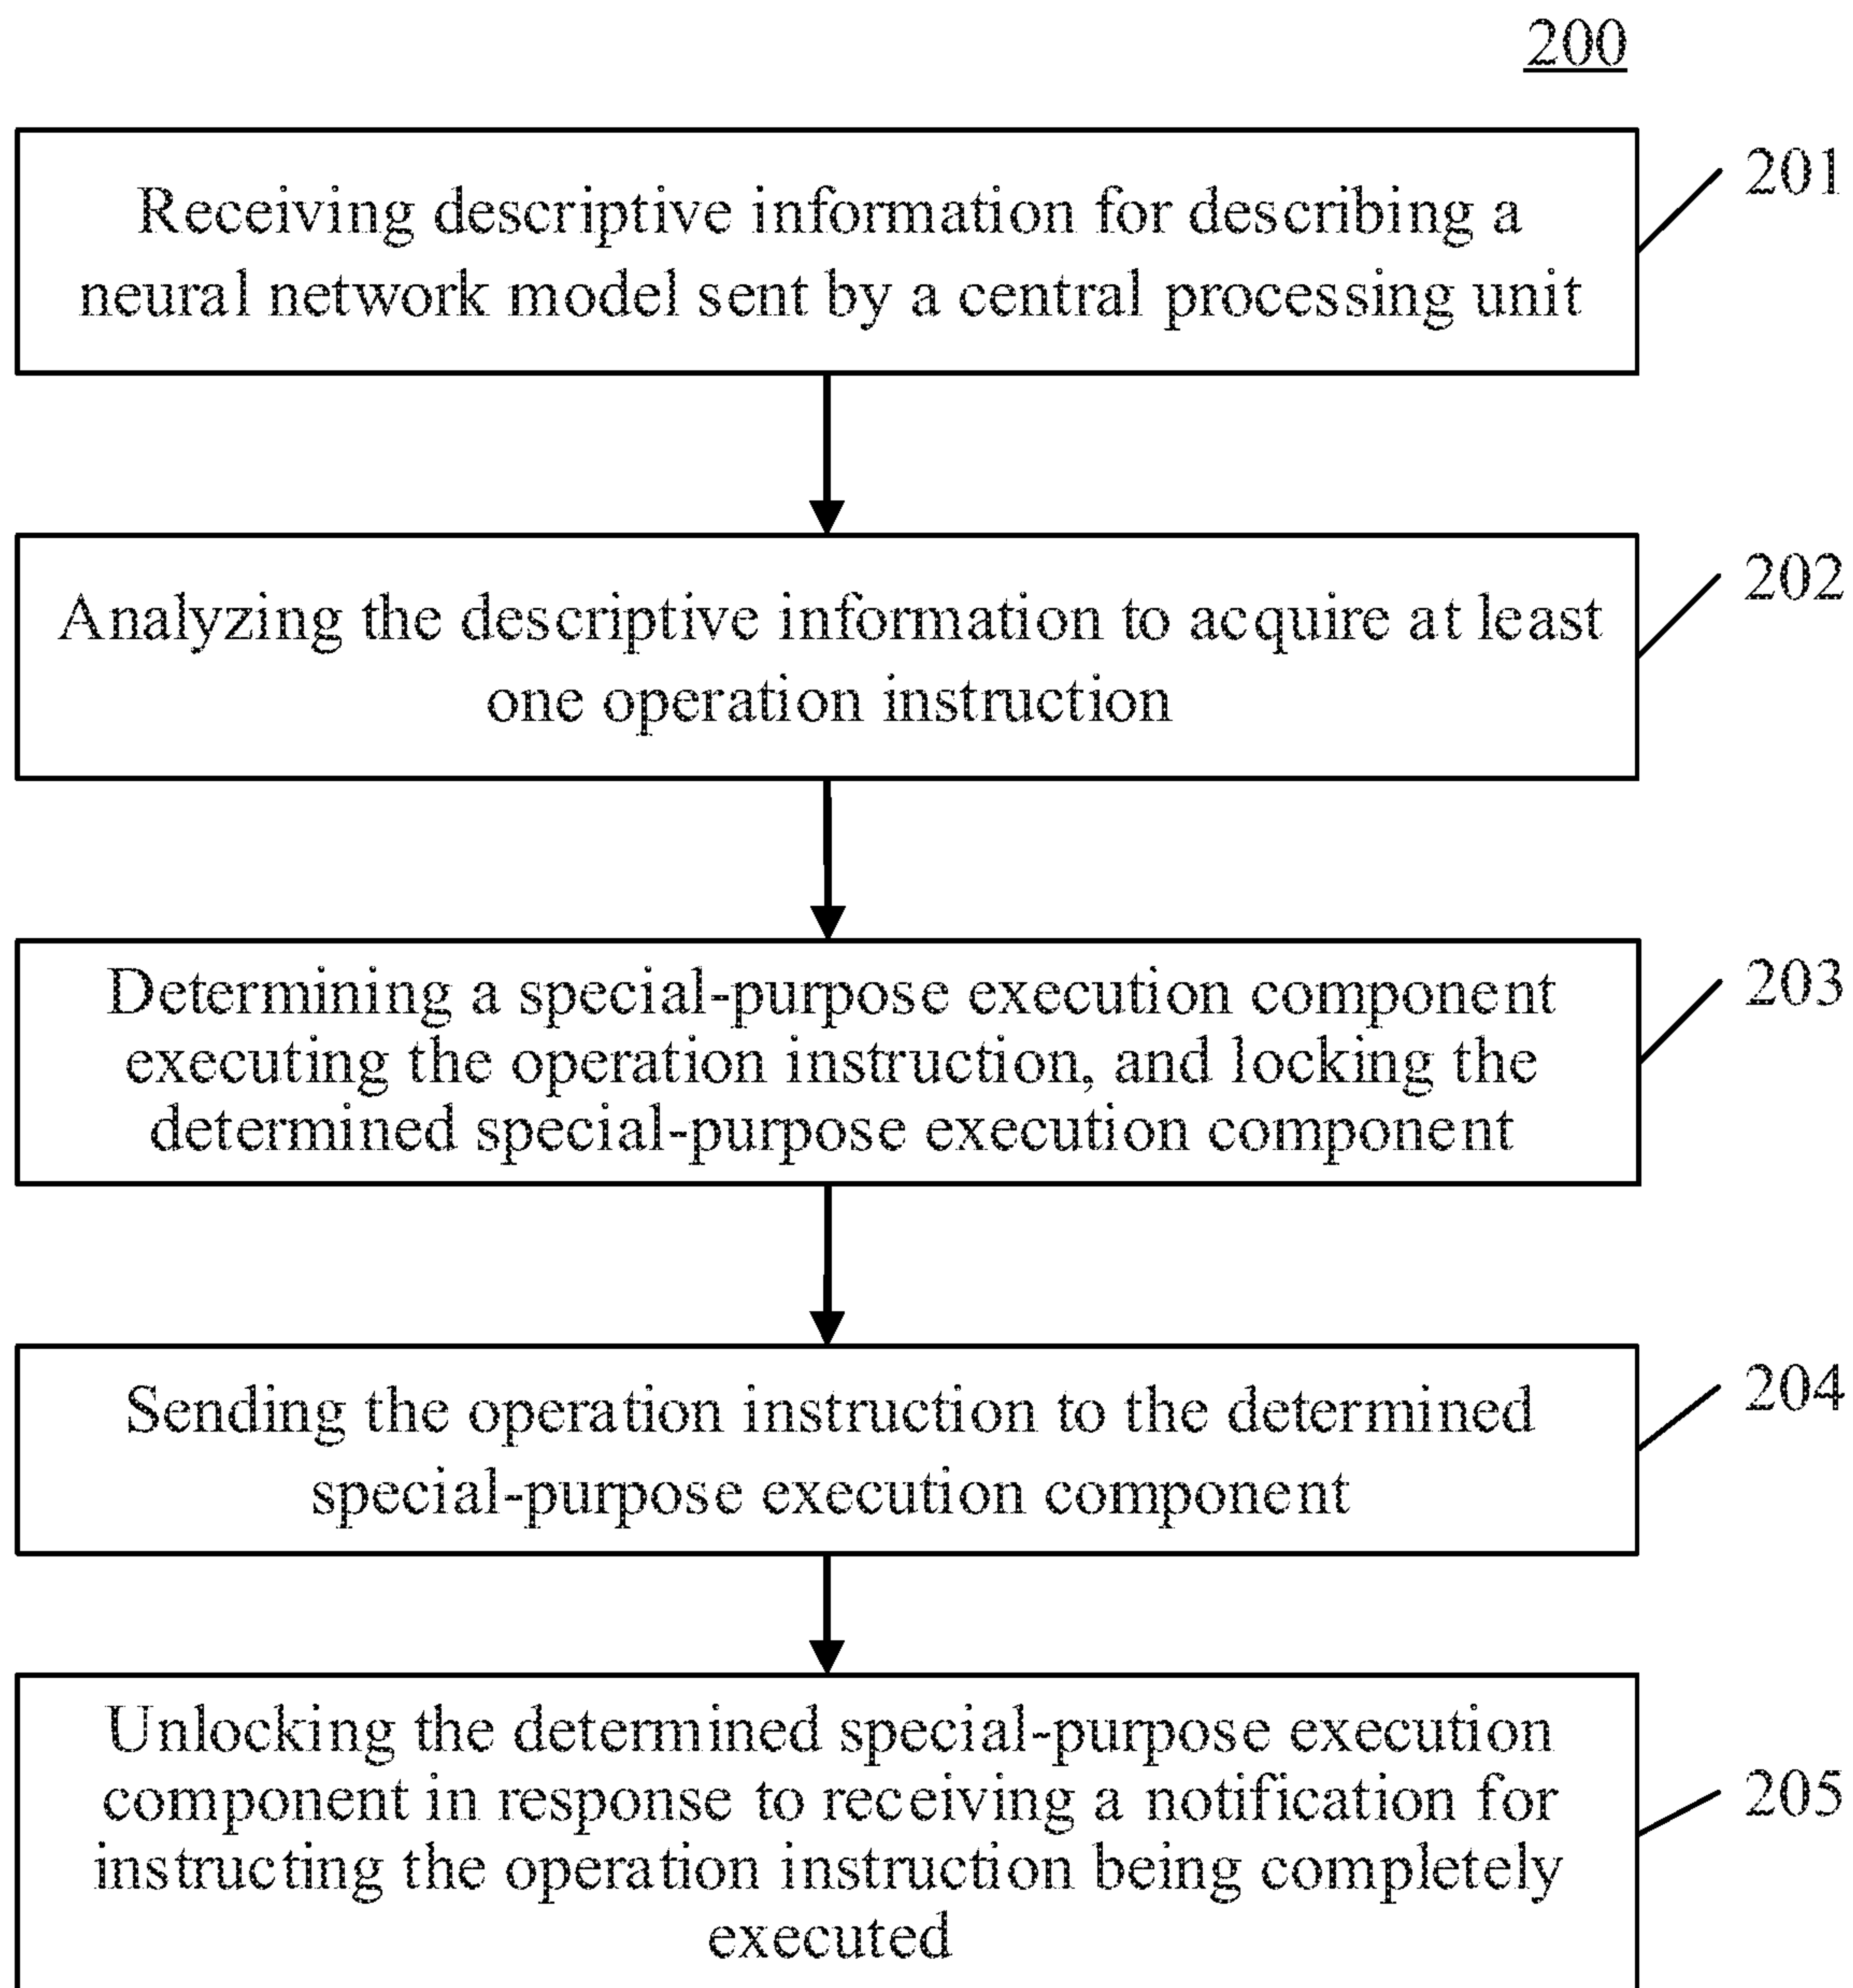 200
Receiving descriptive information for describing a
neural network model sent by a central processing unit
201
Analyzing the descriptive information to acquire at least
one operation instruction
202
Determining a special-purpose execution component
executing the operation instruction, and locking the
determined special-purpose execution component
203
Sending the operation instruction to the determined
special-purpose execution component
204
Unlocking the determined special-purpose execution
component in response to receiving a notification for
instructing the operation instruction being completely
executed
205